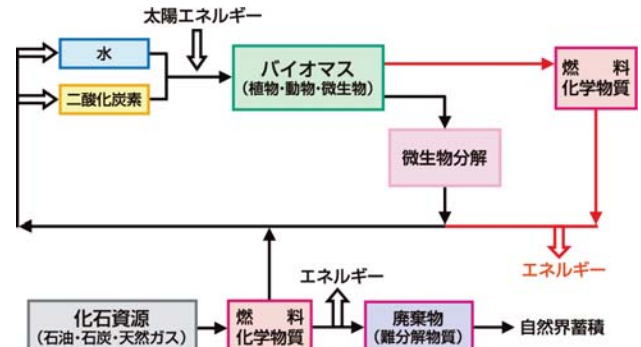 太陽エネルギー
水
二酸化炭素
バイオマス
(植物・動物・微生物)
燃 料
化学物質
微生物分解
エネルギー
エネルギー
化石資源
(石油・石炭・天然ガス)
燃 料
化学物質
廃棄物
(難分解物質)
自然界蓄積